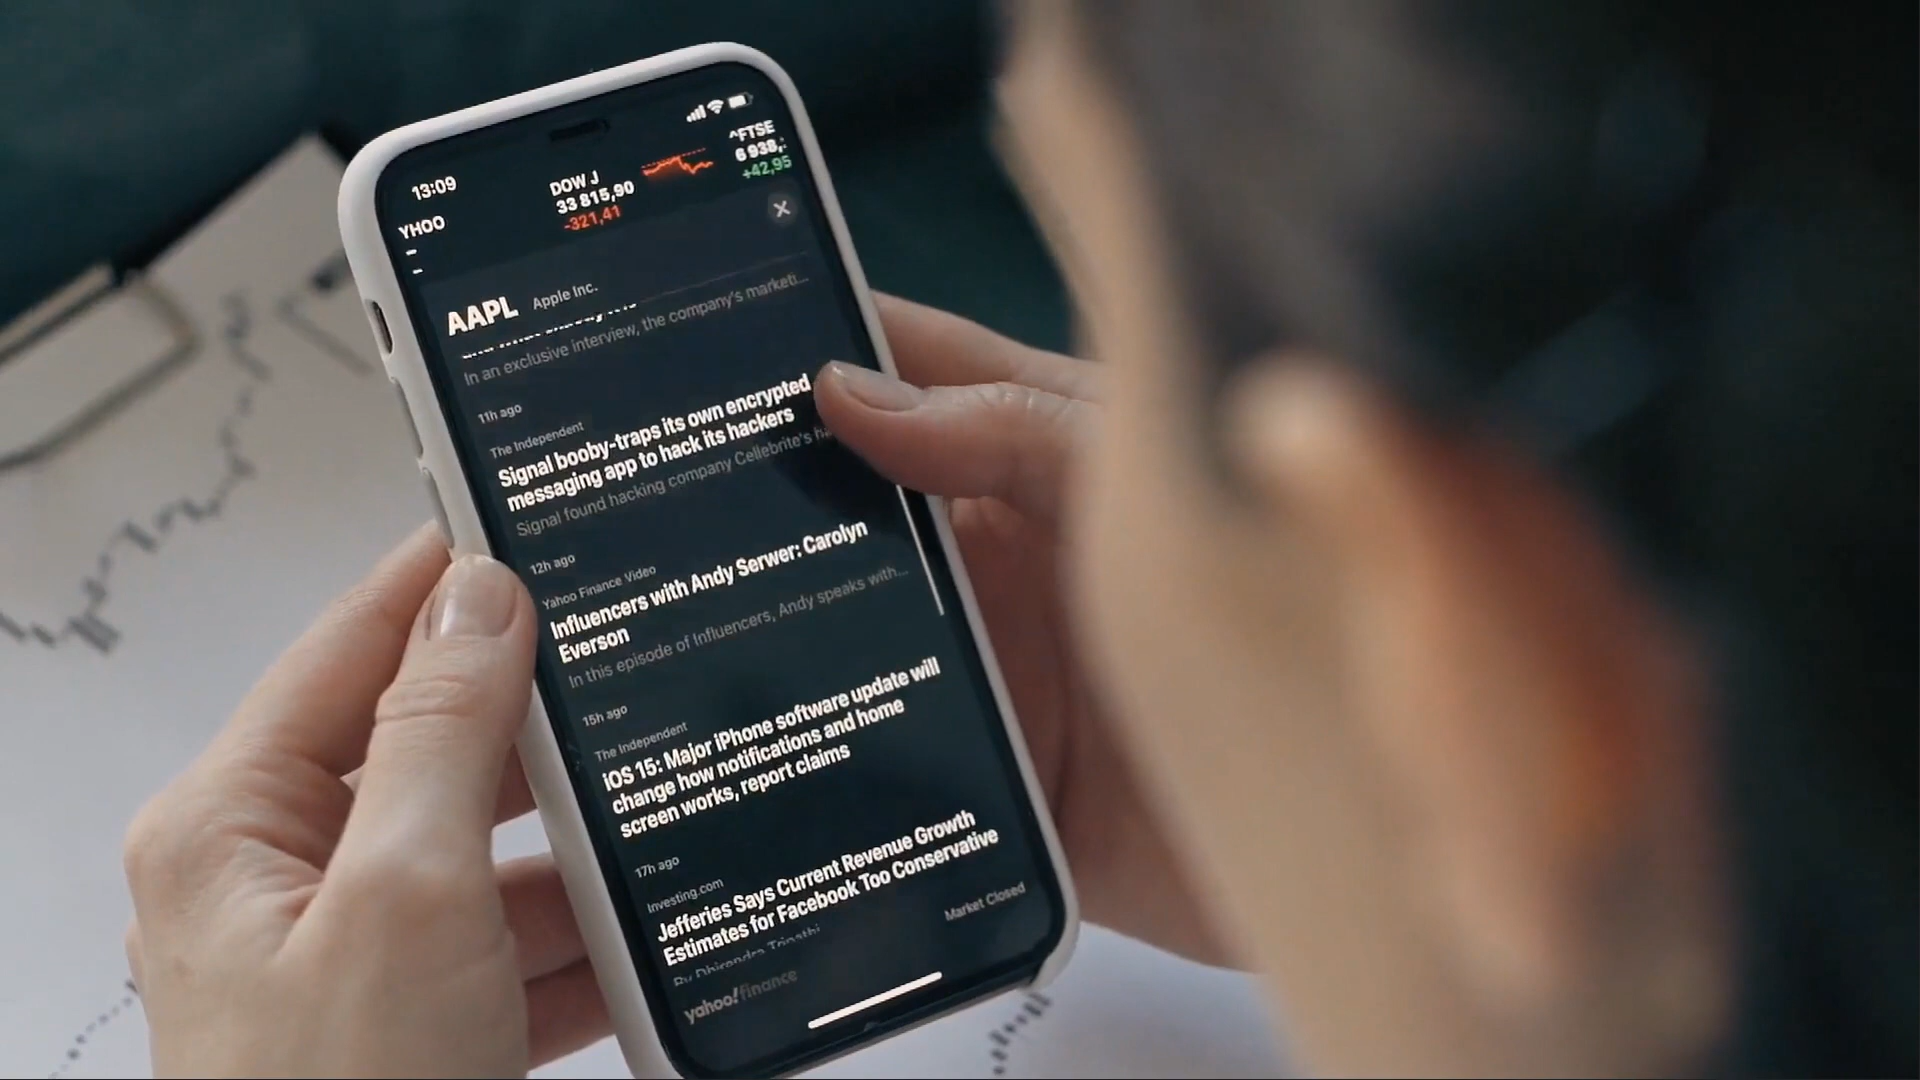 13:09
YHOO
DOW J
33 815,90
-321,41
^FTSE
6 938,
+42,95
AAPL Apple Inc.
In an exclusive interview, the company's marketi...
11h ago
The Independent
Signal booby-traps its own encrypted
messaging app to hack its hackers
Signal found hacking company Cellebrite's
12h ago
Yahoo Finance Video
Influencers with Andy Serwer: Carolyn
Everson
In this episode of Influencers, Andy speaks with...
15h ago
The Independent
iOS 15: Major iPhone software update will
change how notifications and home
screen works, report claims
17h ago
Investing.com
Jefferies Says Current Revenue Growth
Estimates for Facebook Too Conservative
By Dhirendra Tripathi
Market Closed
yahoo!finance